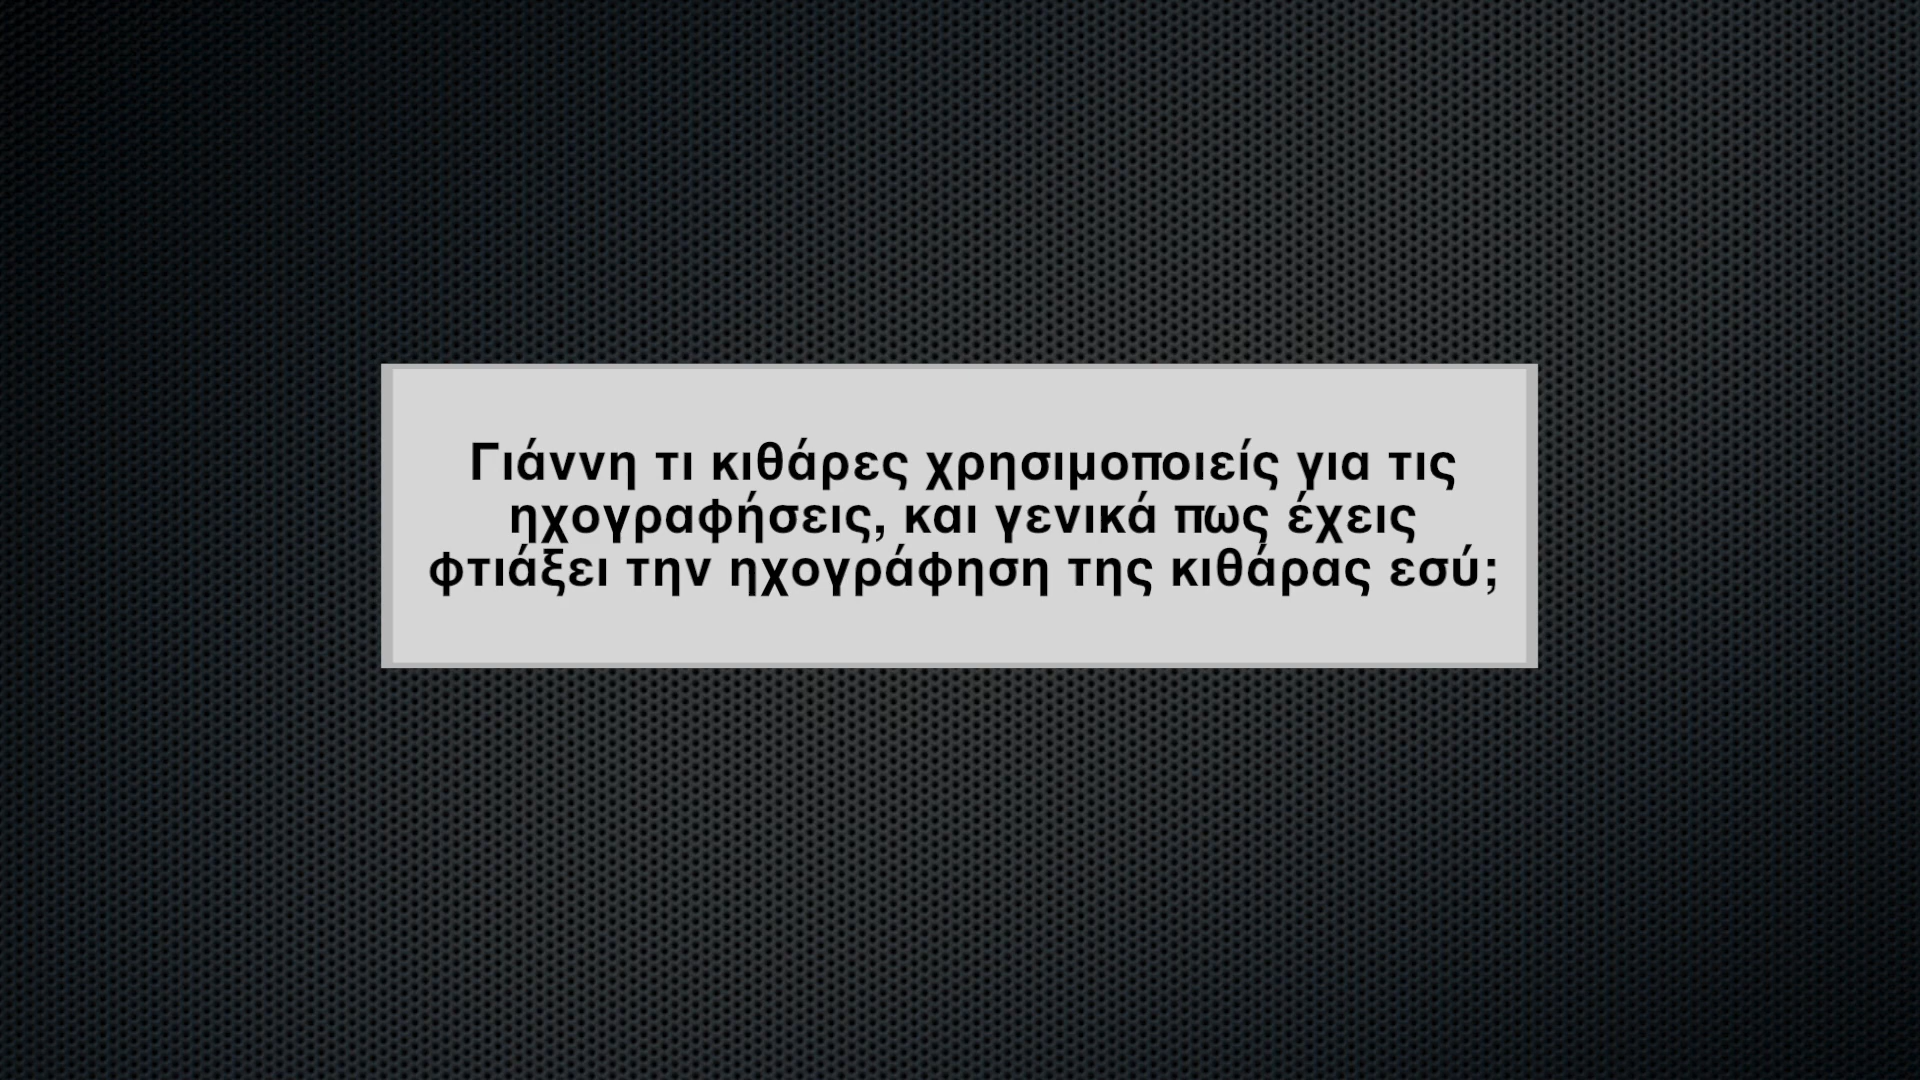 Γιάννη τι κιθάρες χρησιμοποιείς για τις
ηχογραφήσεις, και γενικά πως έχεις
φτιάξει την ηχογράφηση της κιθάρας εσύ;